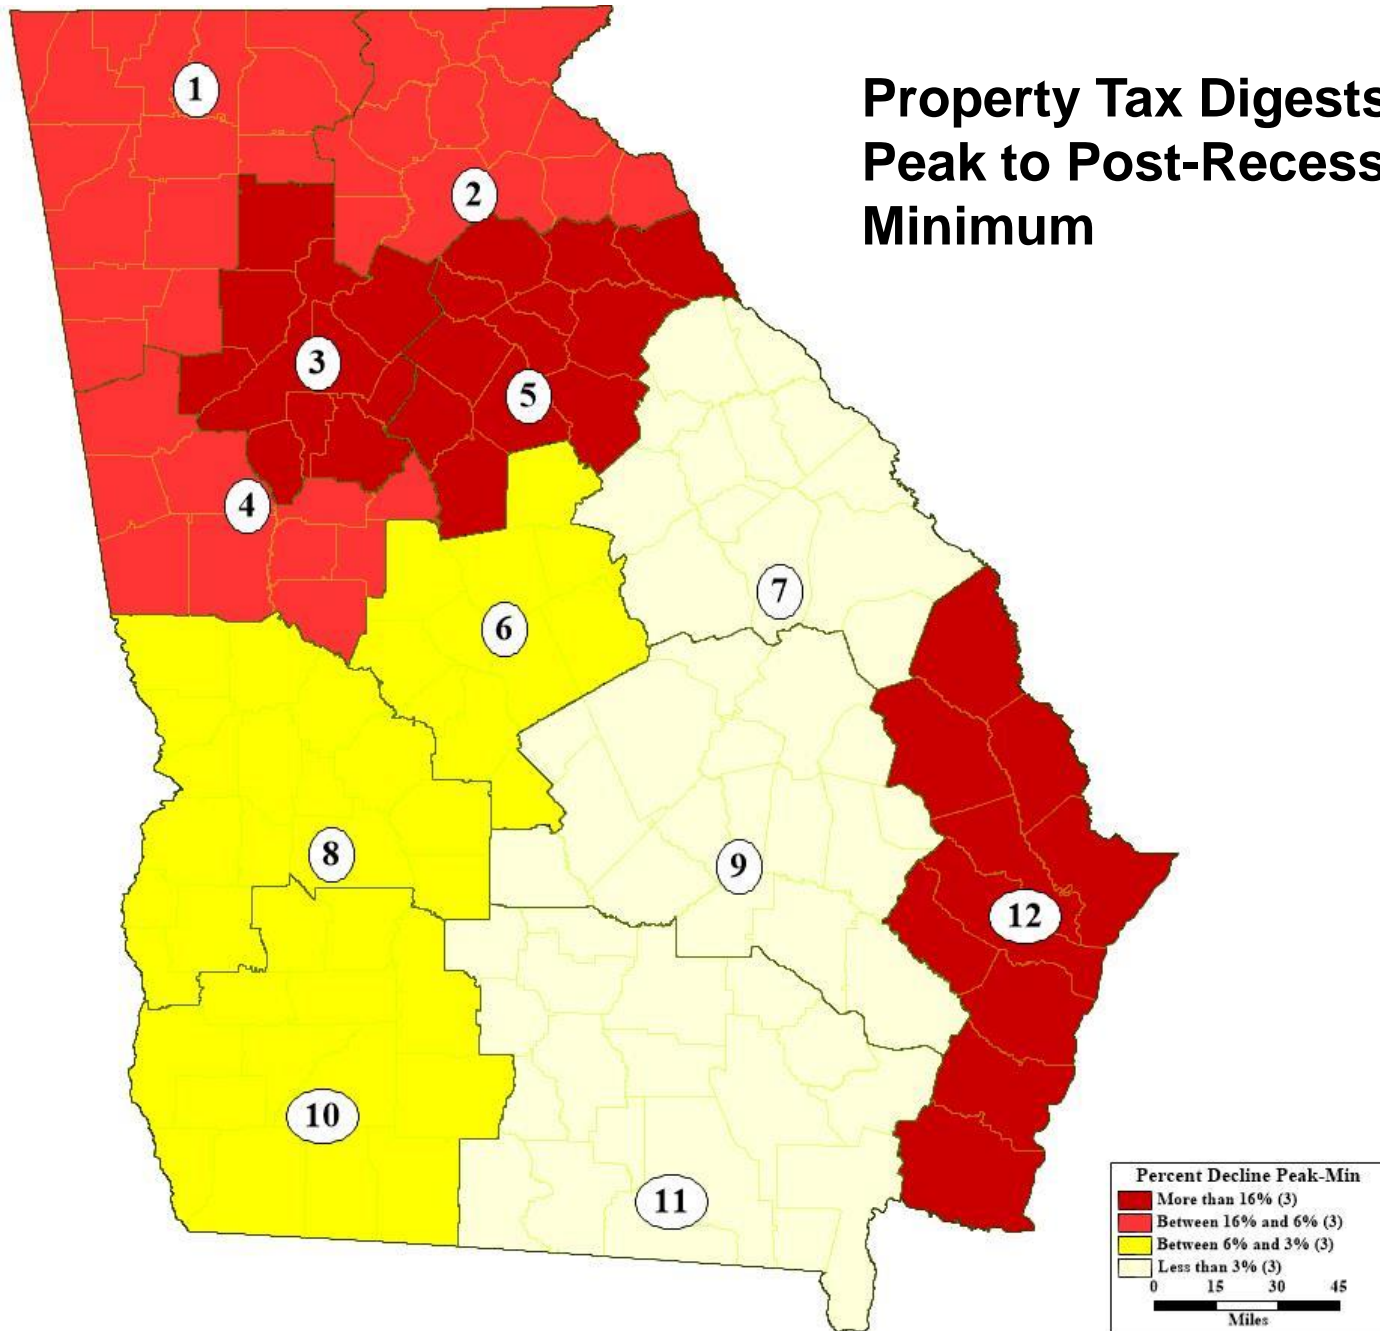 Property Tax Digests
Peak to Post-Recess
Minimum
1
2
3
5
4
7
6
8
9
12
10
11
Percent Decline Peak-Min
More than 16% (3)
Between 16% and 6% (3)
Between 6% and 3% (3)
Less than 3% (3)
0 15 30 45
Miles